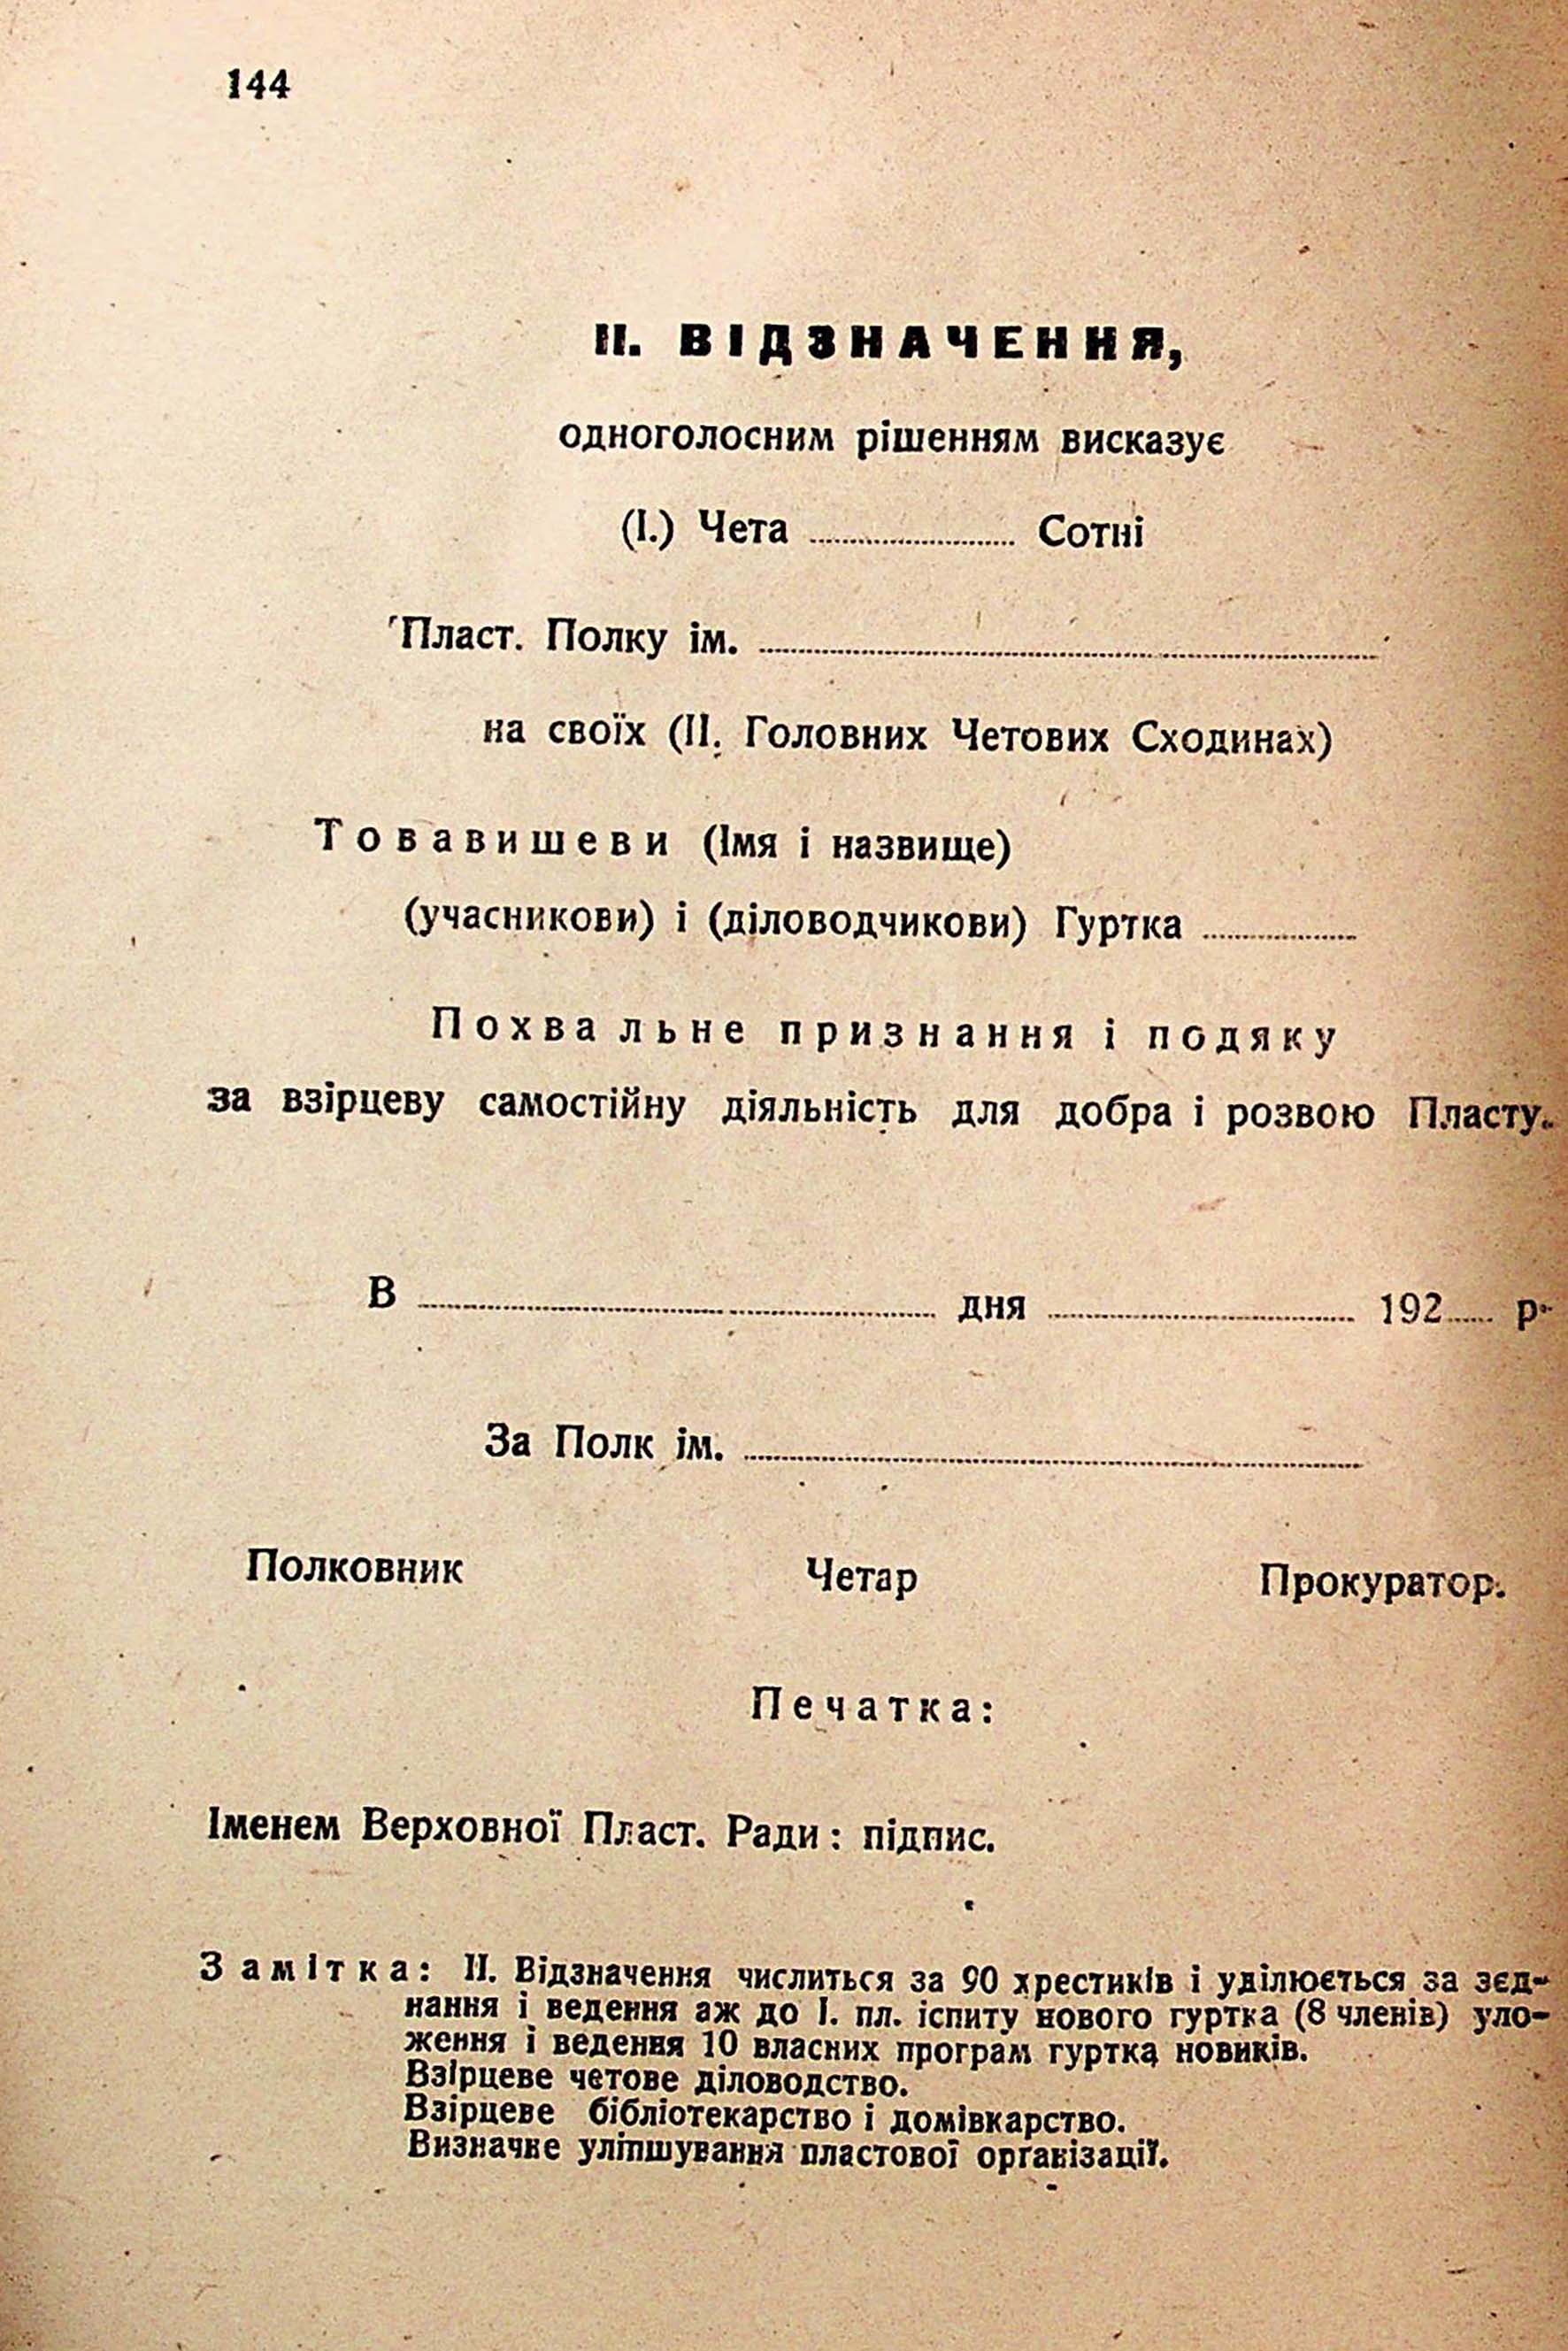 144
II. ВІДЗНАЧЕННЯ,
одноголосним рішенням висказує
(І.) Чета .................... Сотні
Пласт. Полку ім. ....................
на своїх (ІІ. Головних Четових Сходинах)
Товавишеви (Імя і назвище)
(учасникови) і (діловодчикови) Гуртка ..............
Похвальне признання і подяку
за взірцеву самостійну діяльність для добра і розвою Пласту.
В .................... дня .................... 192...... р.
За Полк ім. ....................
Полковник Четар Прокуратор.
Печатка:
Іменем Верховної Пласт. Ради: підпис.
Замітка: ІІ. Відзначення числиться за 90 хрестиків і уділюється за зєд-
нання і ведення аж до І. пл. іспиту нового гуртка (8 членів) уло-
ження і ведення 10 власних програм гуртка новиків.
Взірцеве четове діловодство.
Взірцеве бібліотекарство і домівкарство.
Визначне уліпшування пластової орґанізації.